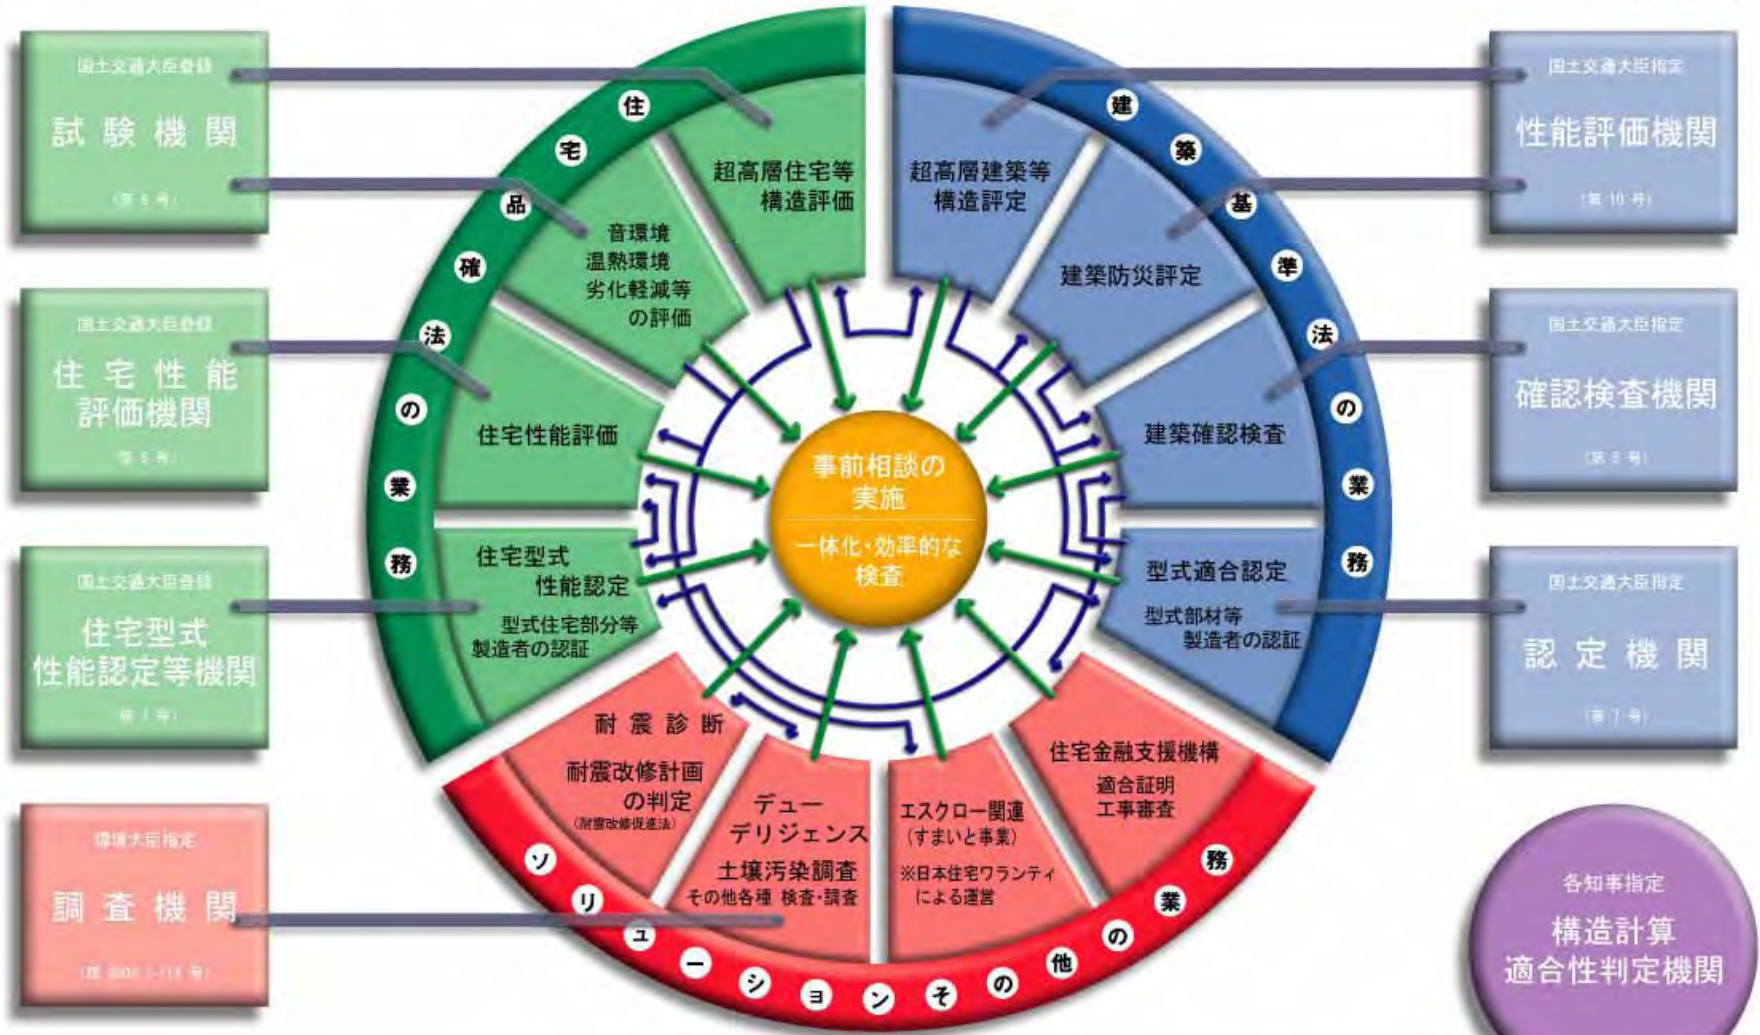 国土交通大臣登録
試験機関
国土交通大臣登録
住宅性能
評価機関
国土交通大臣登録
住宅型式
性能認定等機関
環境大臣指定
調査機関
住宅品確法の業務
超高層住宅等
構造評価
音環境
温熱環境
劣化軽減等
の評価
住宅性能評価
住宅型式
性能認定
型式住宅部分等
製造者の認証
建築基準法の業務
超高層建築等
構造評定
建築防災評定
建築確認検査
型式適合認定
型式部材等
製造者の認証
事前相談の
実施
一体化・効率的な
検査
耐震診断
耐震改修計画
の判定
(耐震改修促進法)
デュー
デリジェンス
土壌汚染調査
その他各種 検査・調査
エスクロー関連
(すまいと事業)
※日本住宅ワランティ
による運営
住宅金融支援機構
適合証明
工事審査
ソリューションその他の業務
国土交通大臣指定
性能評価機関
(第 10 号)
国土交通大臣指定
確認検査機関
国土交通大臣指定
認定機関
各知事指定
構造計算
適合性判定機関